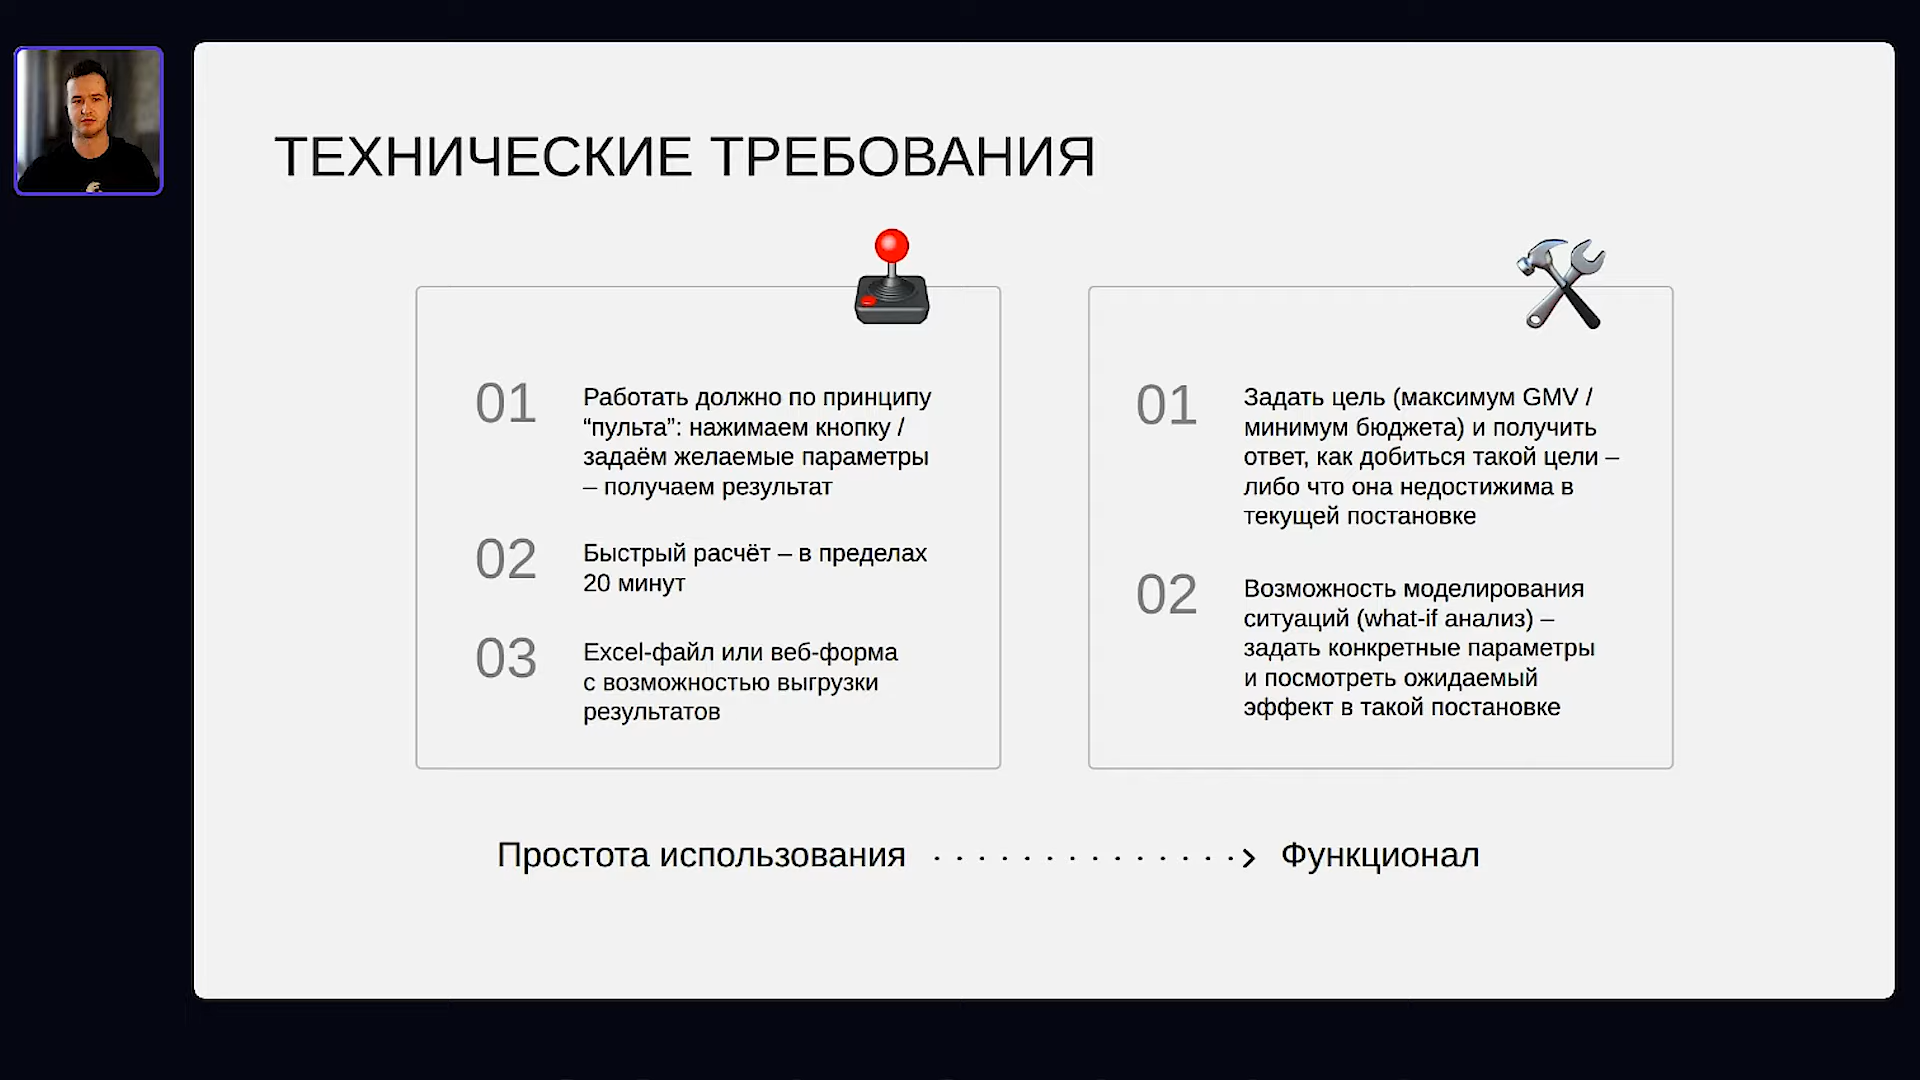 ТЕХНИЧЕСКИЕ ТРЕБОВАНИЯ
01
Работать должно по принципу
“пульта”: нажимаем кнопку /
задаём желаемые параметры
– получаем результат
02
Быстрый расчёт – в пределах
20 минут
03
Excel-файл или веб-форма
с возможностью выгрузки
результатов
01
Задать цель (максимум GMV /
минимум бюджета) и получить
ответ, как добиться такой цели –
либо что она недостижима в
текущей постановке
02
Возможность моделирования
ситуаций (what-if анализ) –
задать конкретные параметры
и посмотреть ожидаемый
эффект в такой постановке
Простота использования
Функционал